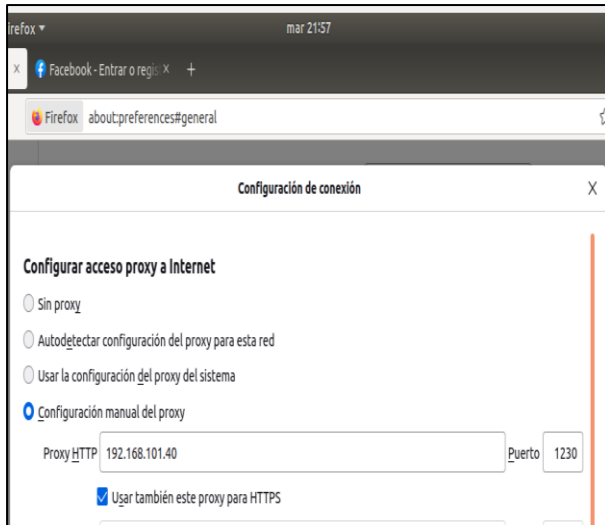 irefox ▾ mar 21:57
X Facebook - Entrar o regis X +
Firefox about:preferences#general
Configuración de conexión X
Configurar acceso proxy a Internet
Sin proxy
Autodetectar configuración del proxy para esta red
Usar la configuración del proxy del sistema
Configuración manual del proxy
Proxy HTTP 192.168.101.40 Puerto 1230
Usar también este proxy para HTTPS